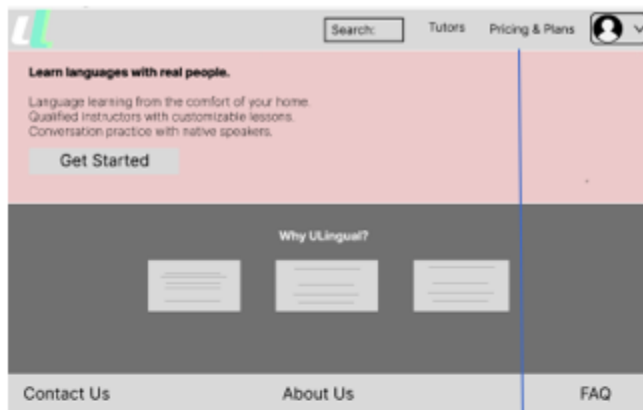 Search:
Tutors
Pricing & Plans
Learn languages with real people.
Language learning from the comfort of your home.
Qualified instructors with customizable lessons.
Conversation practice with native speakers.
Get Started
Why ULingual?
Contact Us
About Us
FAQ